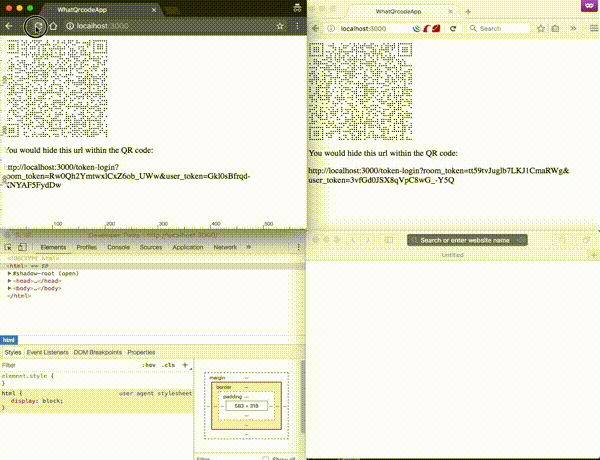 WhatQrcodeApp
localhost:3000
You would hide this url within the QR code:
http://localhost:3000/token-login?
room_token=Rw0Qh2YmtwxlCxZ6ob_UWw&user_token=Gkl0sBfrqd-
KNYAF5FydDw
100 200 300 400 500
WhatQrcodeApp
localhost:3000
Search
You would hide this url within the QR code:
http://localhost:3000/token-login?room_token=tt59tvJugJb7LKJ1CmaRWg&
user_token=3vfGd0JSX8qVpC8wG_-Y5Q
Search or enter website name
Untitled
Developer Tools
Elements Profiles Console Sources Application Network »
<!DOCTYPE html>
<html> == $0
#shadow-root (open)
<head>…</head>
<body>…</body>
</html>
html
Styles Event Listeners DOM Breakpoints Properties
Filter :hov .cls +
element.style {
}
html { user agent stylesheet
display: block;
}
margin
border
padding
583 × 318
Filter Show all